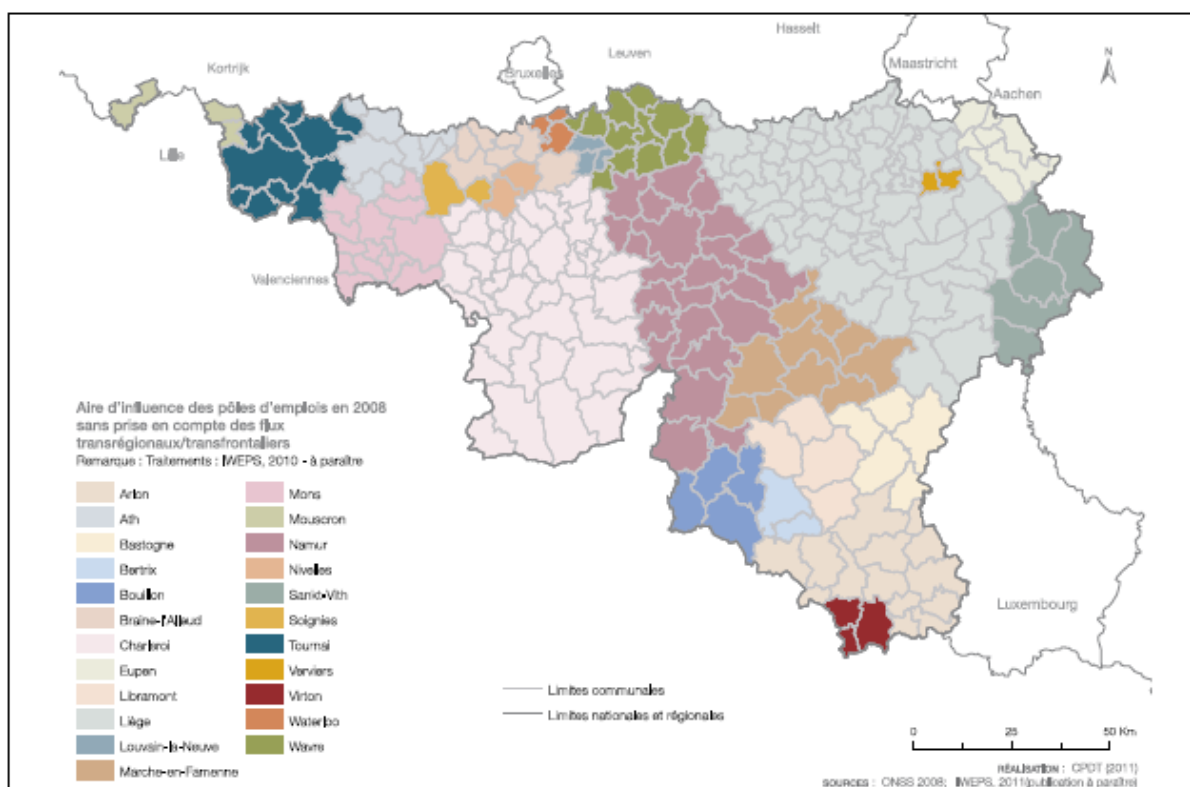 Hasselt
Leuven
Kortrijk
Bruxelles
Maastricht
N
Aachen
Lille
Valenciennes
Luxembourg
Aire d'influence des pôles d'emplois en 2008
sans prise en compte des flux
transrégionaux/transfrontaliers
Remarque : Traitements : IWEPS, 2010 - à paraître
Arlon
Ath
Bastogne
Bertrix
Bouillon
Braine-l'Alleud
Charleroi
Eupen
Libramont
Liège
Louvain-la-Neuve
Marche-en-Famenne
Mons
Mouscron
Namur
Nivelles
Sankt-Vith
Soignies
Tournai
Verviers
Virton
Waterloo
Wavre
Limites communales
Limites nationales et régionales
0 25 50 Km
RÉALISATION : CPDT (2011)
SOURCES : ONSS 2008; IWEPS, 2011(publication à paraître)